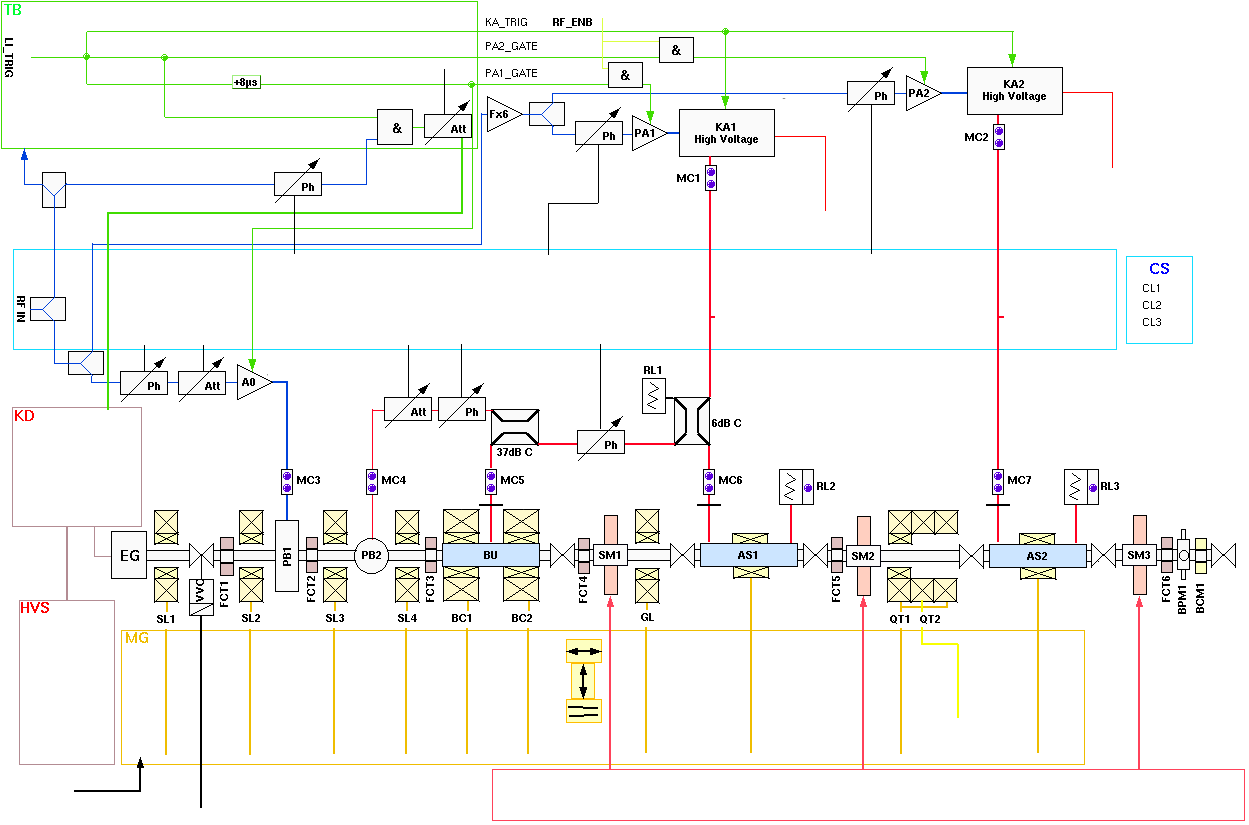 TB
KA_TRIG RF_ENB
LI_TRIG
PA2_GATE
&
PA1_GATE
&
+8µs
KA2
High Voltage
Ph
PA2
Fx6
Att
&
KA1
High Voltage
Ph
PA1
MC2
MC1
Ph
CS
CL1
CL2
CL3
RF IN
RL1
Ph
Att
A0
Att
Ph
6dB C
37dB C
Ph
KD
MC3
MC4
MC5
MC6
RL2
MC7
RL3
EG
PB1
PB2
BU
SM1
AS1
SM2
AS2
SM3
VVC
FCT1
FCT2
FCT3
FCT4
FCT5
FCT6
BPM1
BCM1
HVS
SL1
SL2
SL3
SL4
BC1
BC2
GL
QT1
QT2
MG